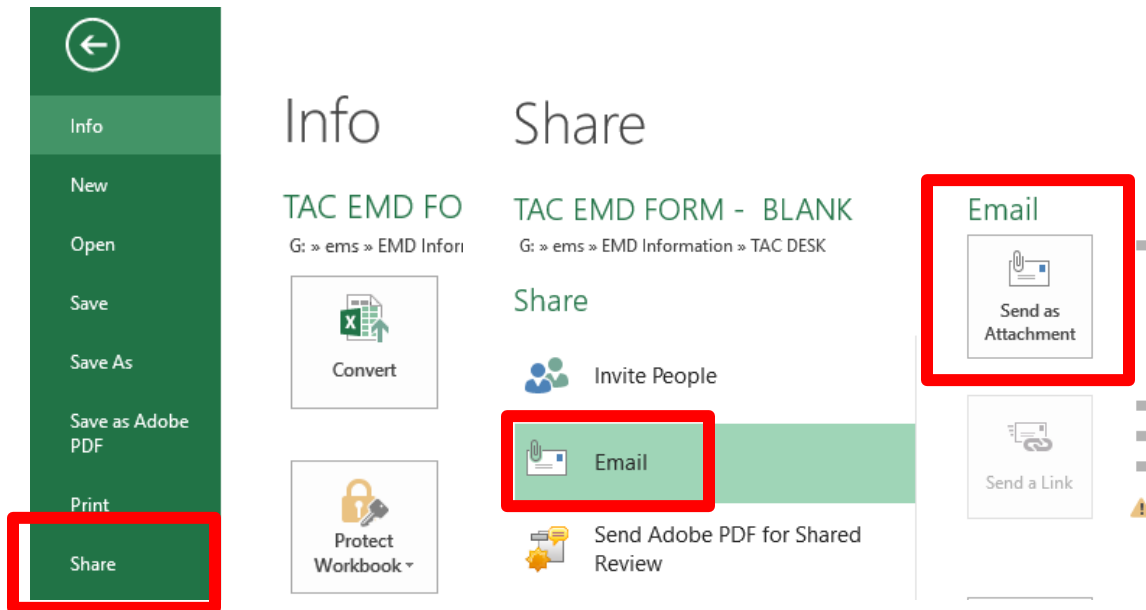 Info
New
Open
Save
Save As
Save as Adobe
PDF
Print
Share
Info
TAC EMD FO
G: » ems » EMD Inforr
Convert
Protect
Workbook
Share
TAC EMD FORM - BLANK
G: » ems » EMD Information » TAC DESK
Share
Invite People
Email
Send Adobe PDF for Shared
Review
Email
Send as
Attachment
Send a Link